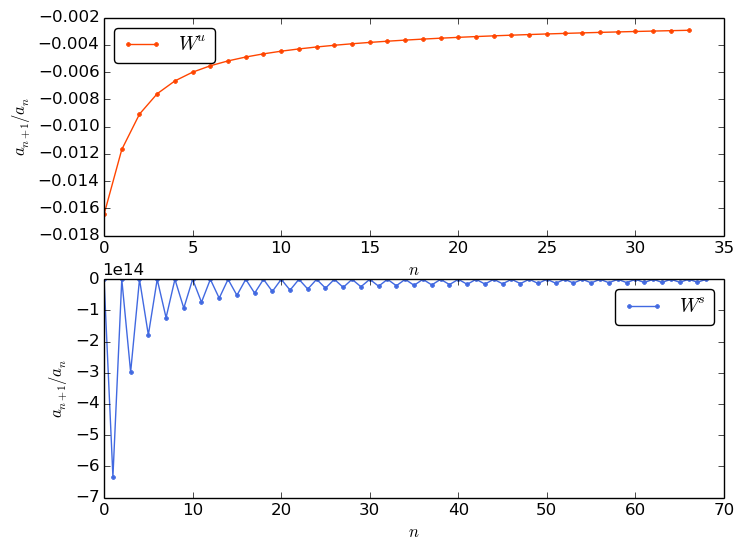 −0.002
−0.004
−0.006
−0.008
−0.010
−0.012
−0.014
−0.016
−0.018
a_{n+1}/a_n
W^u
0 5 10 15 20 25 30 35
n
1e14
0
−1
−2
−3
−4
−5
−6
−7
a_{n+1}/a_n
W^s
0 10 20 30 40 50 60 70
n